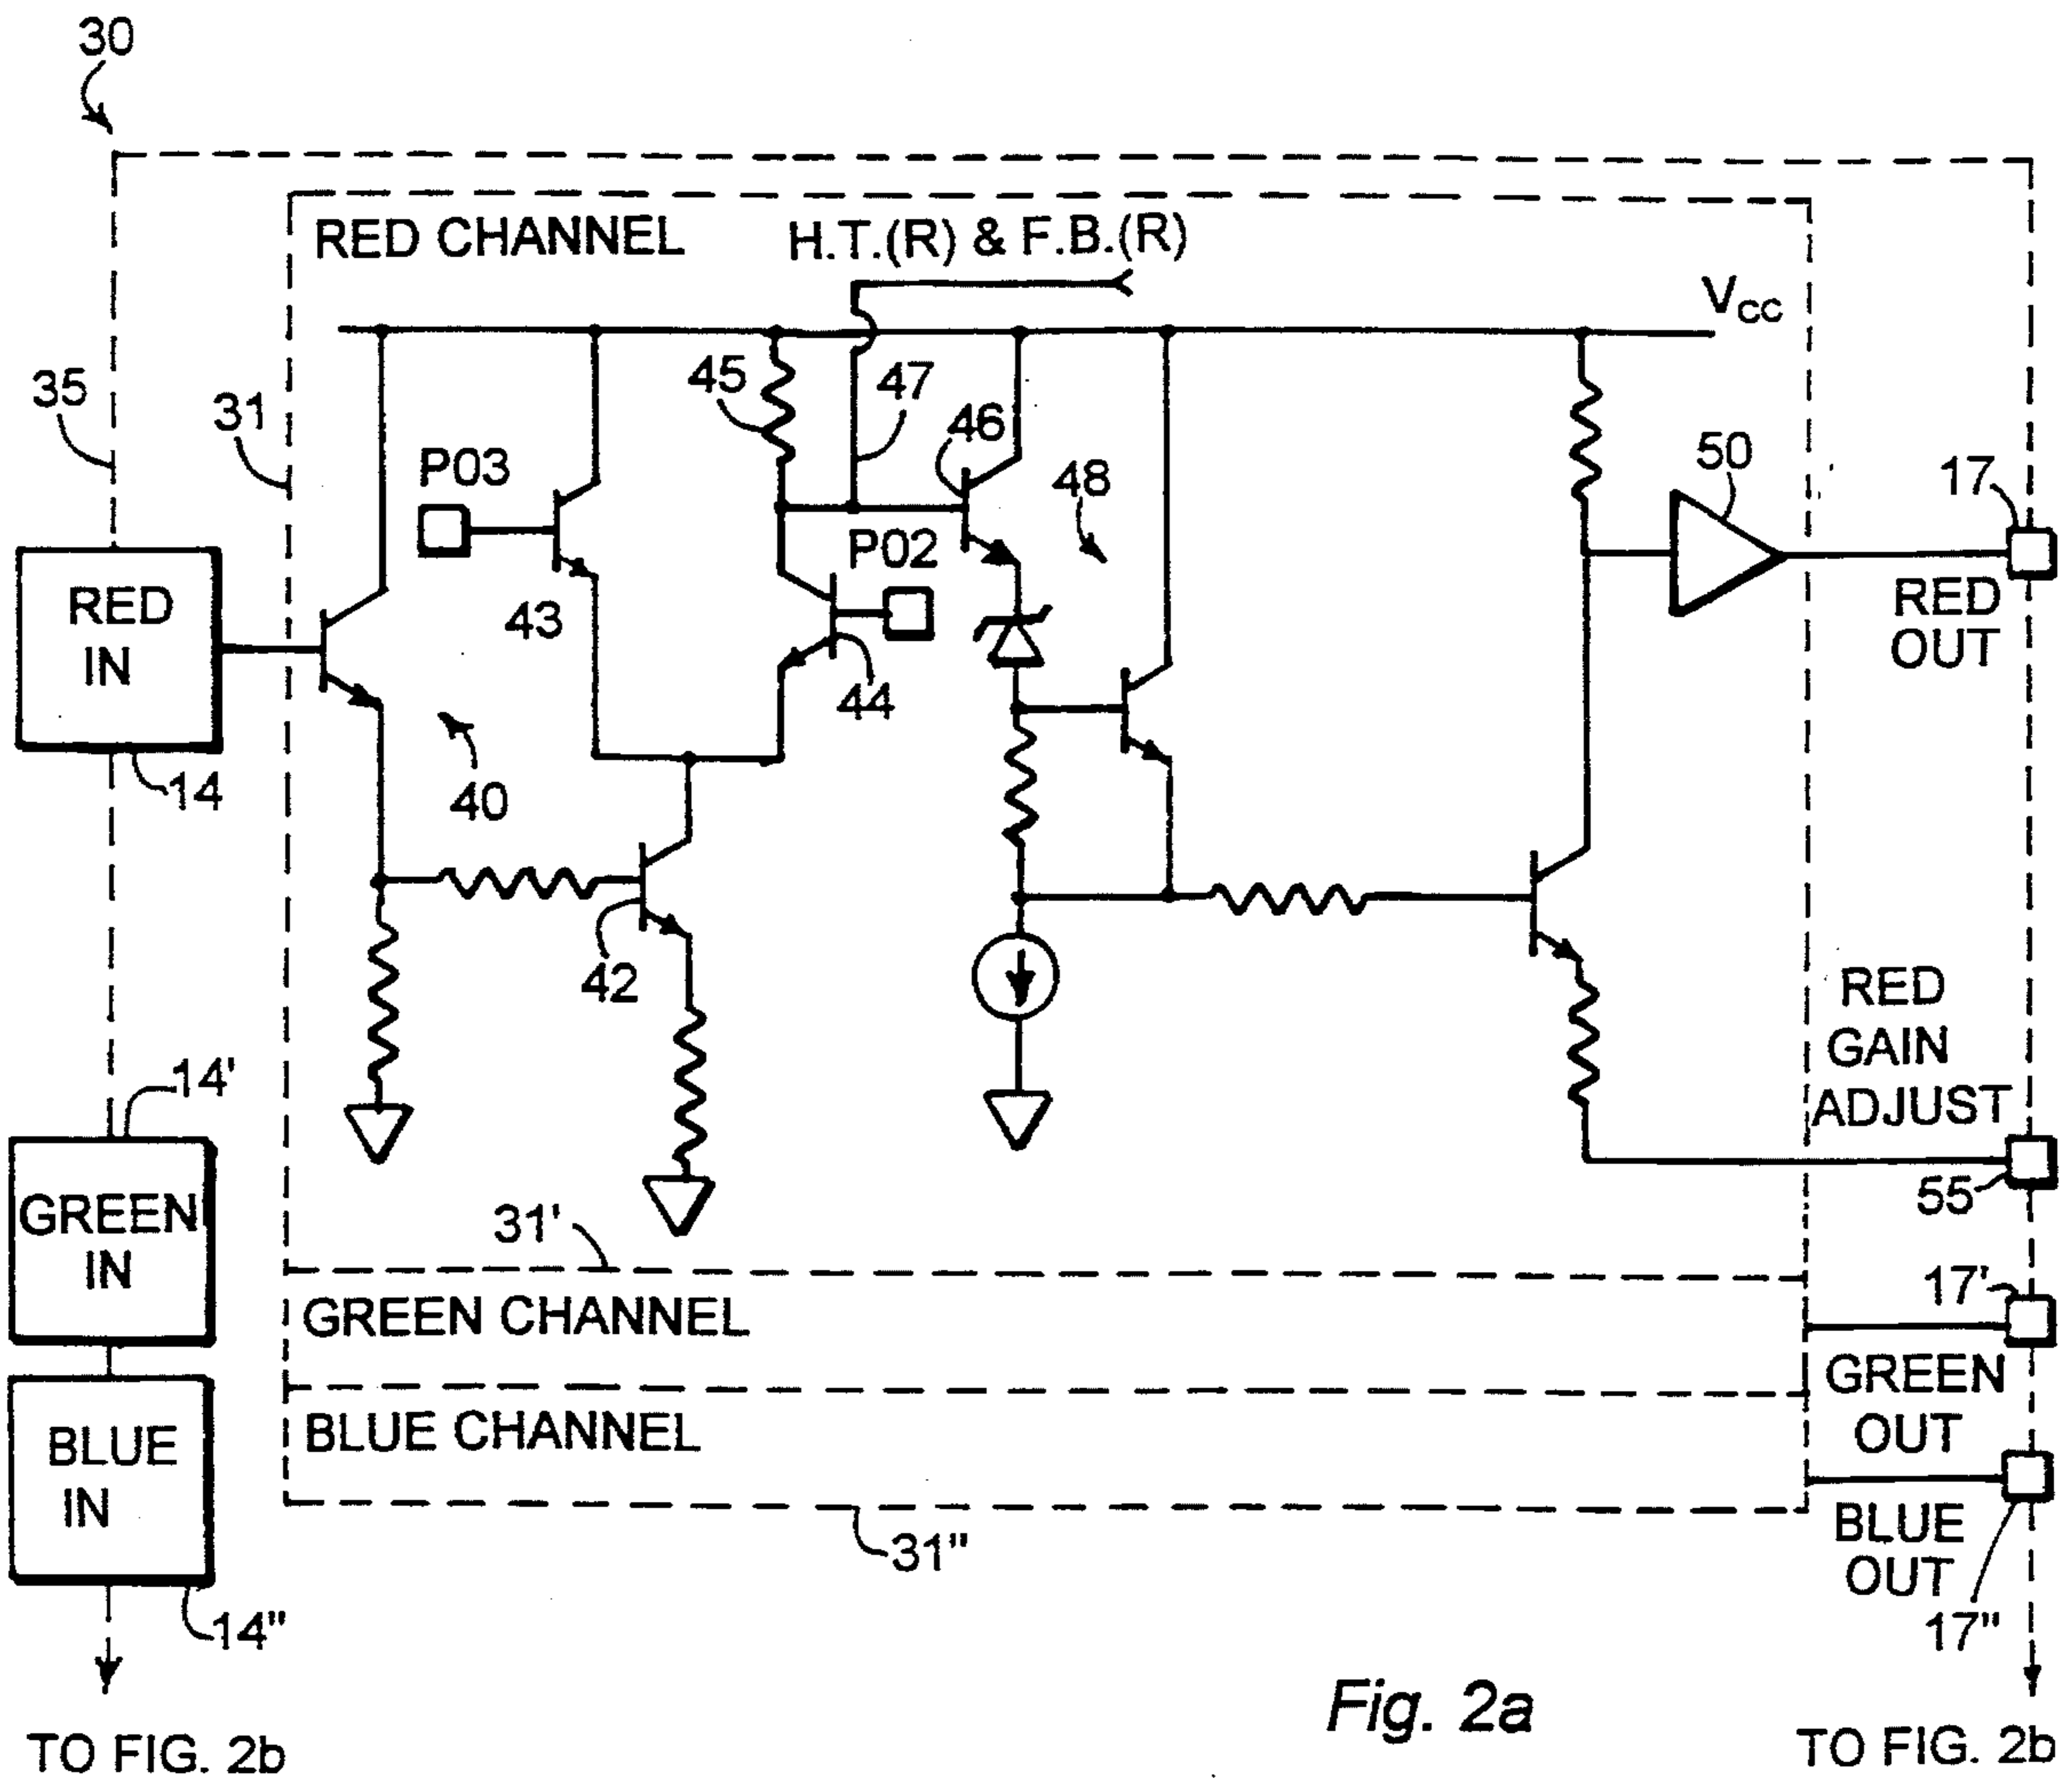 30
RED CHANNEL
H.T.(R) & F.B.(R)
VCC
35
31
45
47
46
P03
48
50
17
P02
RED
IN
43
44
RED
OUT
14
40
42
RED
GAIN
ADJUST
14'
55
31'
GREEN
IN
17'
GREEN CHANNEL
GREEN
OUT
BLUE CHANNEL
BLUE
IN
31"
BLUE
OUT
14"
17"
Fig. 2a
TO FIG. 2b
TO FIG. 2b